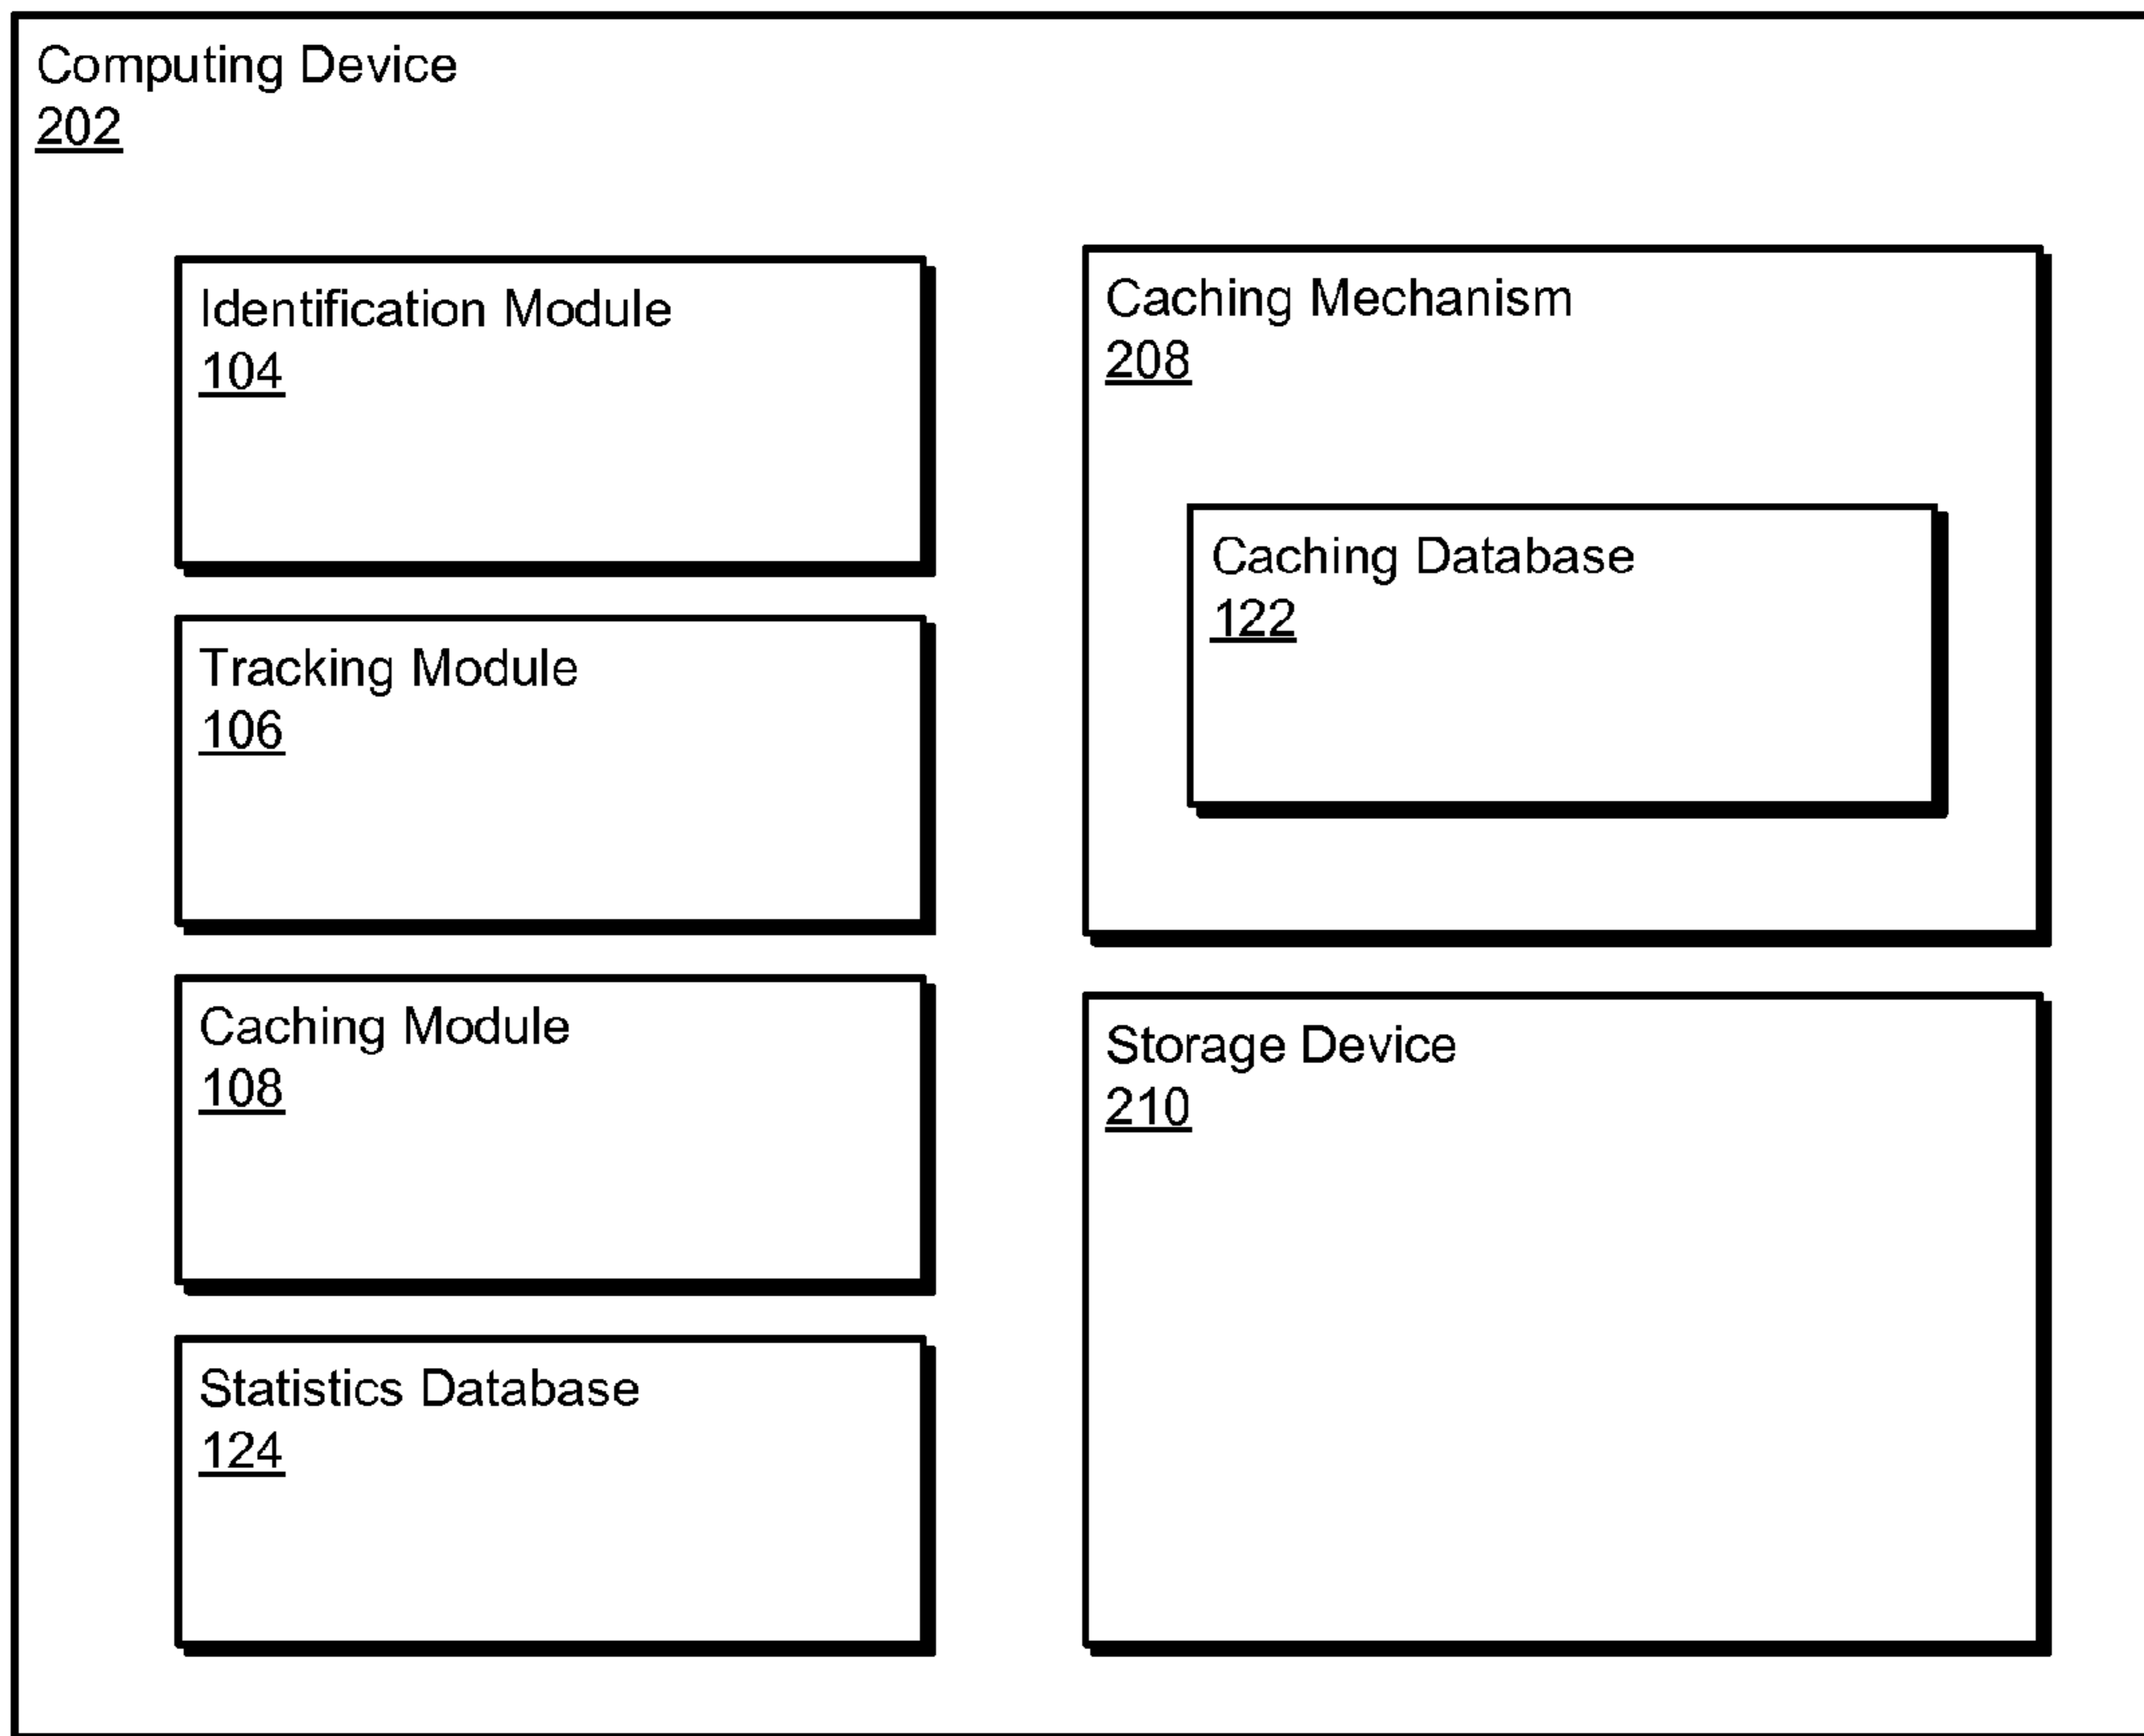 Computing Device
202
Identification Module
104
Tracking Module
106
Caching Module
108
Statistics Database
124
Caching Mechanism
208
Caching Database
122
Storage Device
210